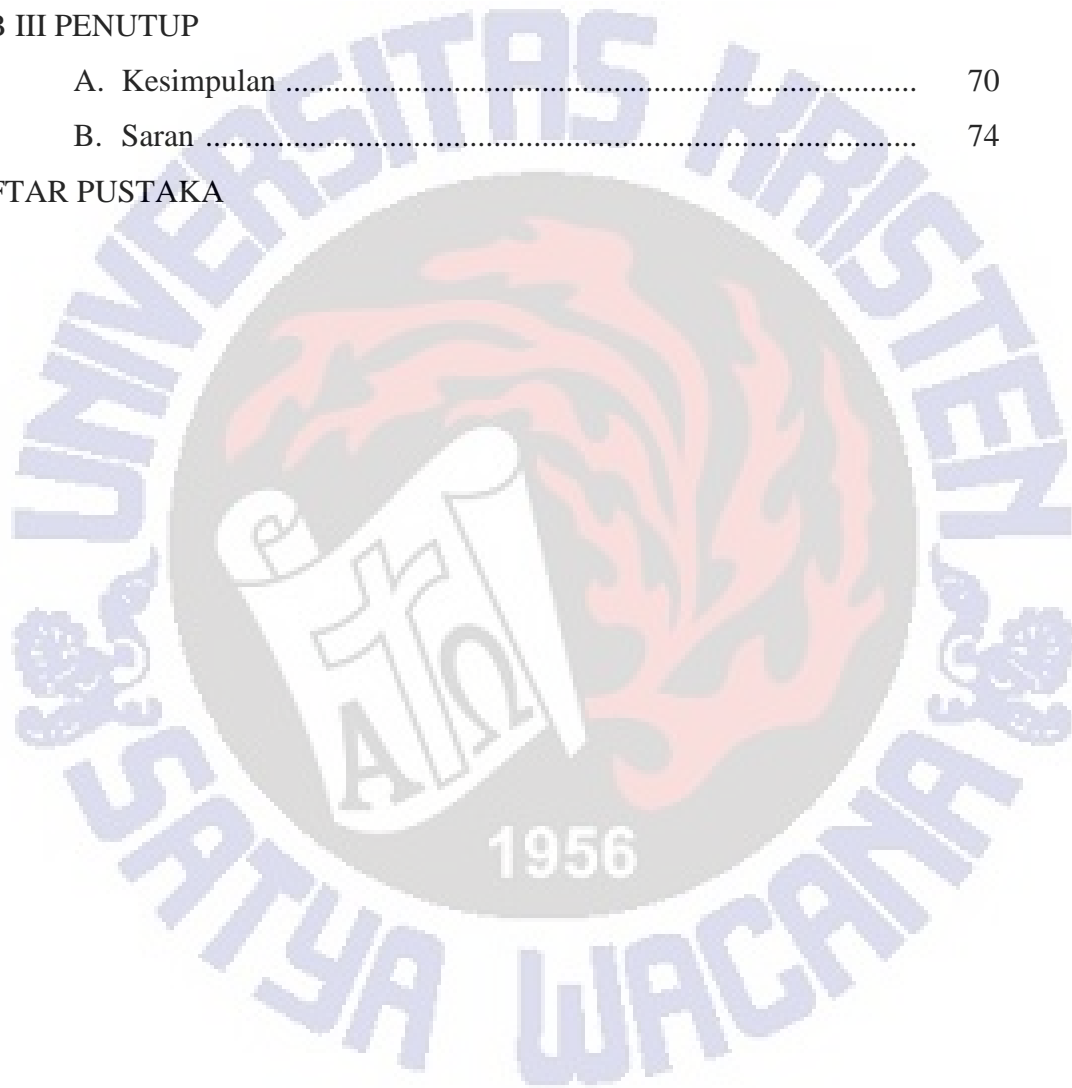 B III PENUTUP
A. Kesimpulan ............................................................................ 70
B. Saran ...................................................................................... 74
FTAR PUSTAKA
UNIVERSITAS KRISTEN
A Ω
1956
SATYA WACANA